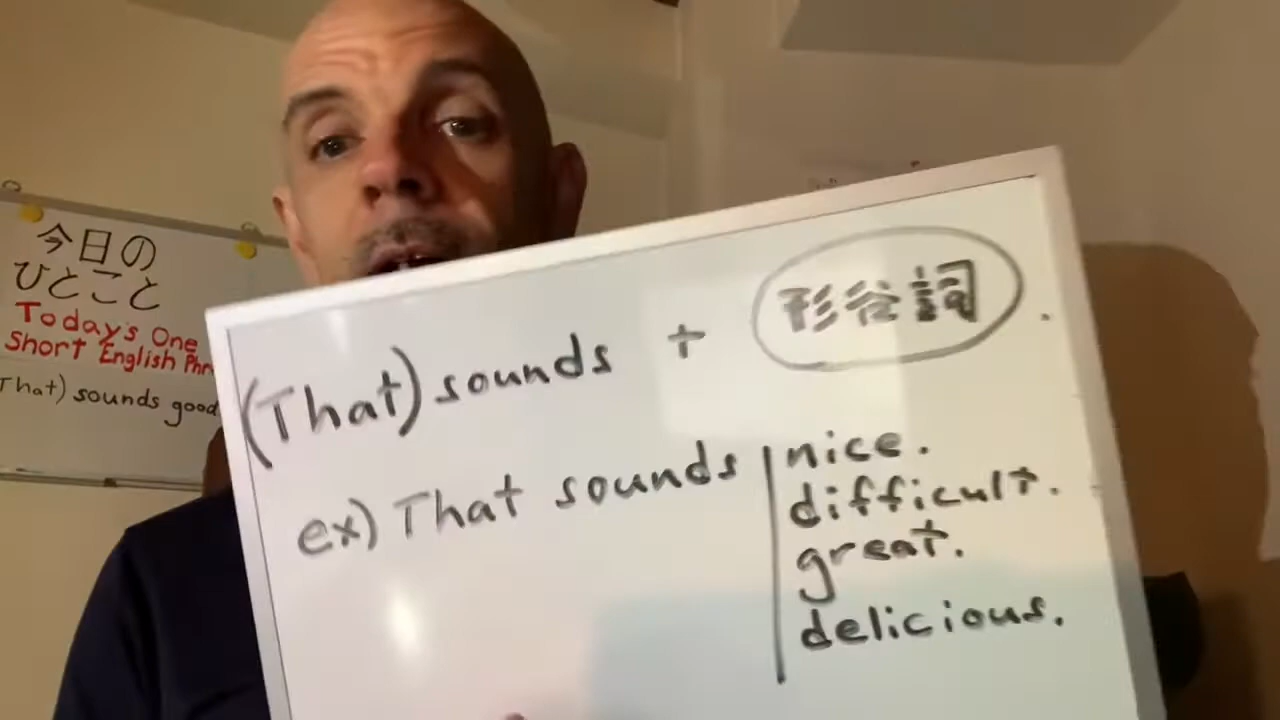 今日の
ひとこと
Today's One
Short English Phr
That) sounds good
(That) sounds + 形容詞.
ex) That sounds nice.
difficult.
great.
delicious.